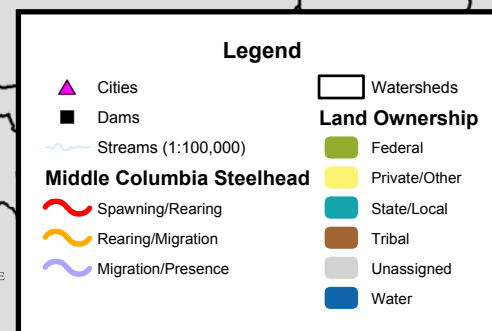 Legend
Cities
Dams
Streams (1:100,000)
Middle Columbia Steelhead
Spawning/Rearing
Rearing/Migration
Migration/Presence
Watersheds
Land Ownership
Federal
Private/Other
State/Local
Tribal
Unassigned
Water
E